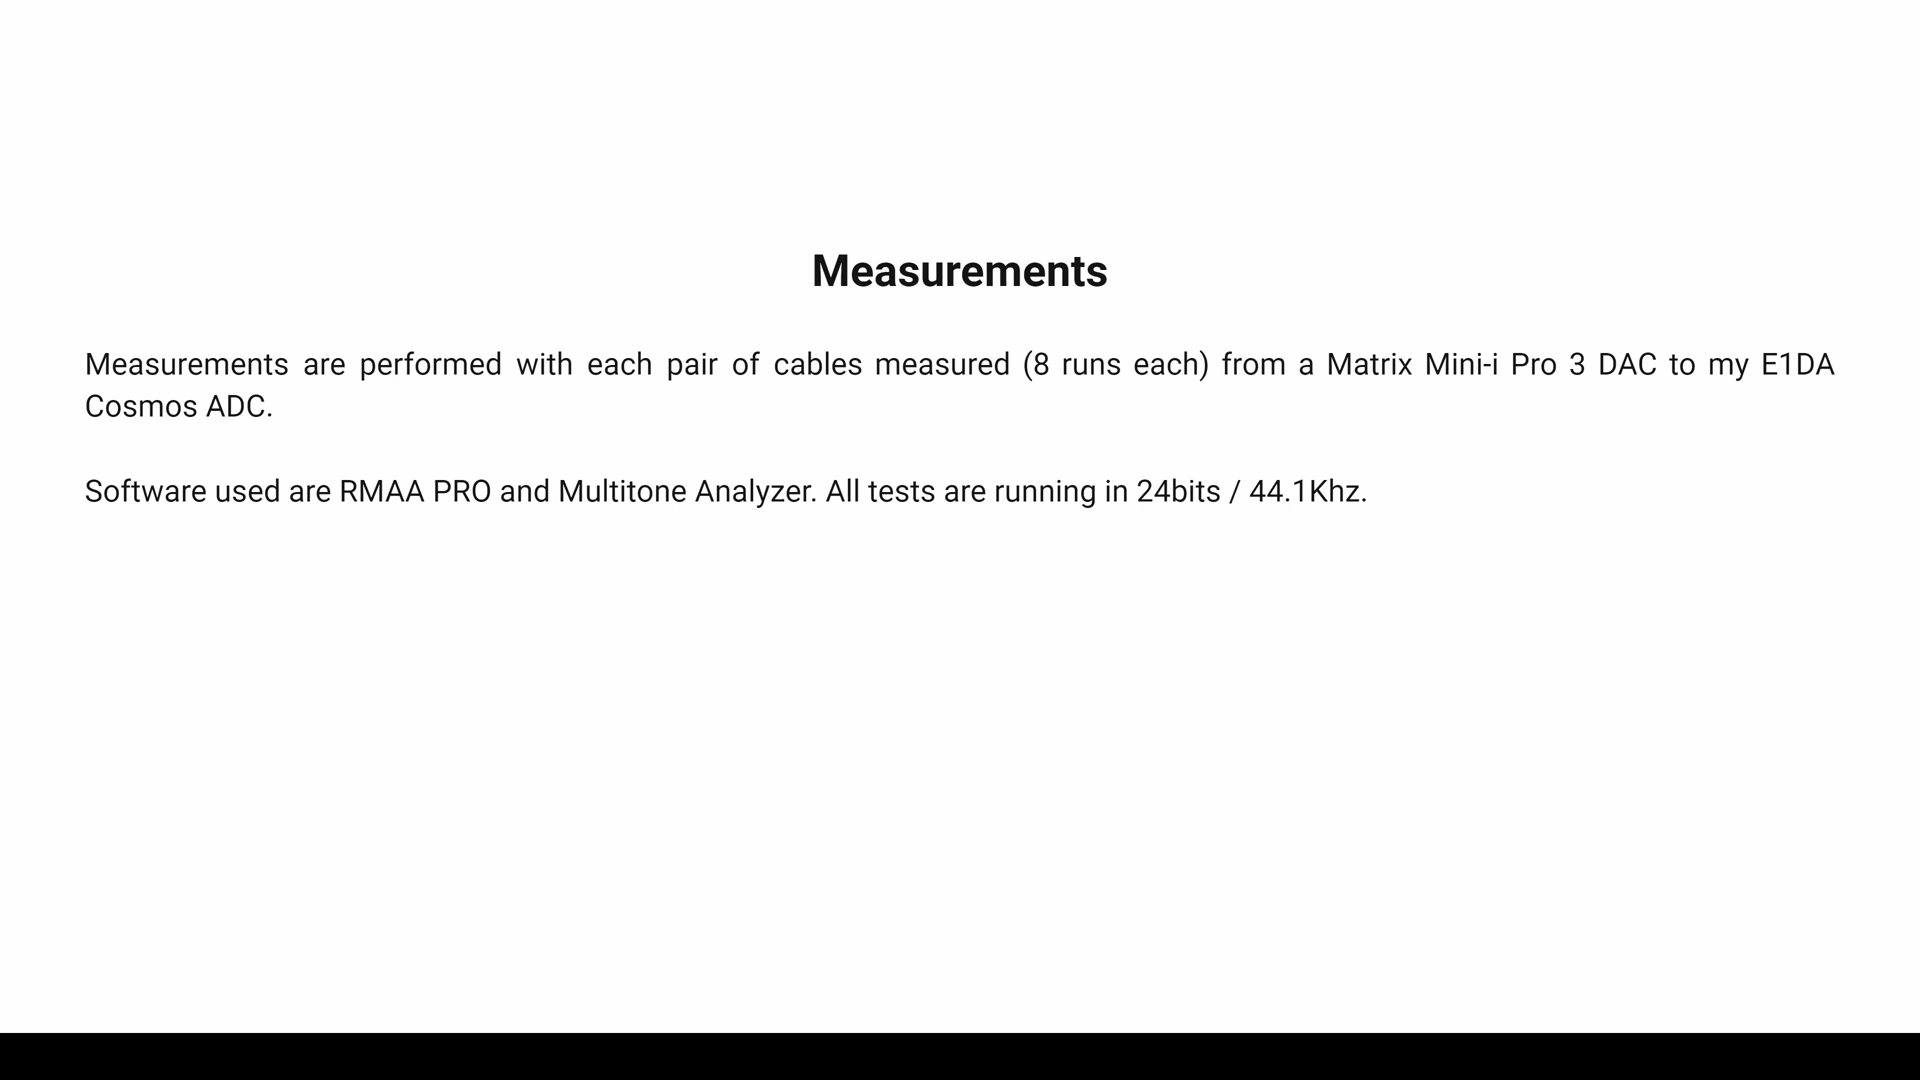 Measurements
Measurements are performed with each pair of cables measured (8 runs each) from a Matrix Mini-i Pro 3 DAC to my E1DA
Cosmos ADC.
Software used are RMAA PRO and Multitone Analyzer. All tests are running in 24bits / 44.1Khz.